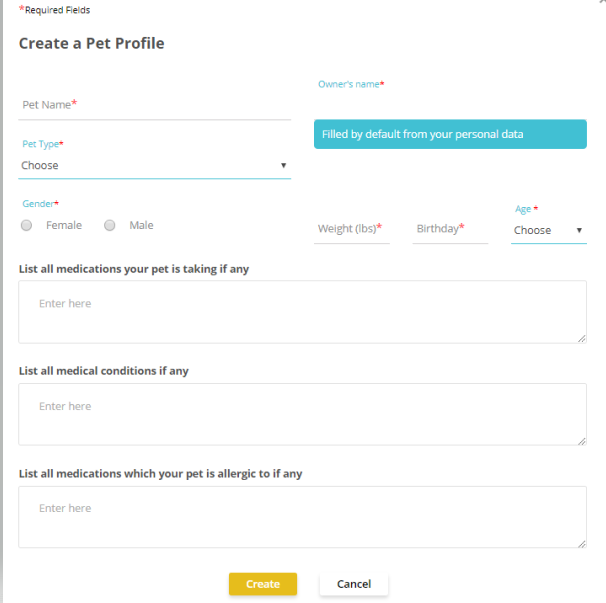 *Required Fields
Create a Pet Profile
Owner's name*
Pet Name*
Filled by default from your personal data
Pet Type*
Choose
Gender*
Female
Male
Weight (lbs)*
Birthday*
Age *
Choose
List all medications your pet is taking if any
Enter here
List all medical conditions if any
Enter here
List all medications which your pet is allergic to if any
Enter here
Create
Cancel